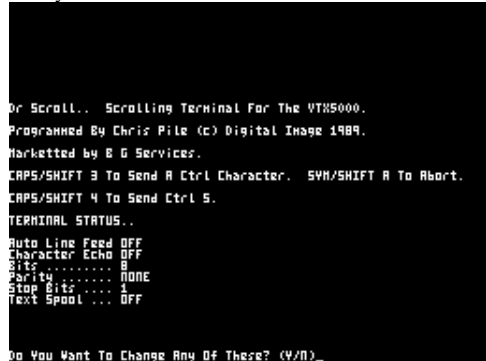 Dr Scroll.. Scrolling Terminal For The VTX5000.
Programmed By Chris Pile (c) Digital Image 1989.
Marketted by B G Services.
CAPS/SHIFT 3 To Send A Ctrl Character. SYM/SHIFT A To Abort.
CAPS/SHIFT 4 To Send Ctrl S.
TERMINAL STATUS..
Auto Line Feed OFF
Character Echo OFF
Bits ......... 8
Parity ....... NONE
Stop Bits .... 1
Text Spool ... OFF
Do You Want To Change Any Of These? (Y/N)_